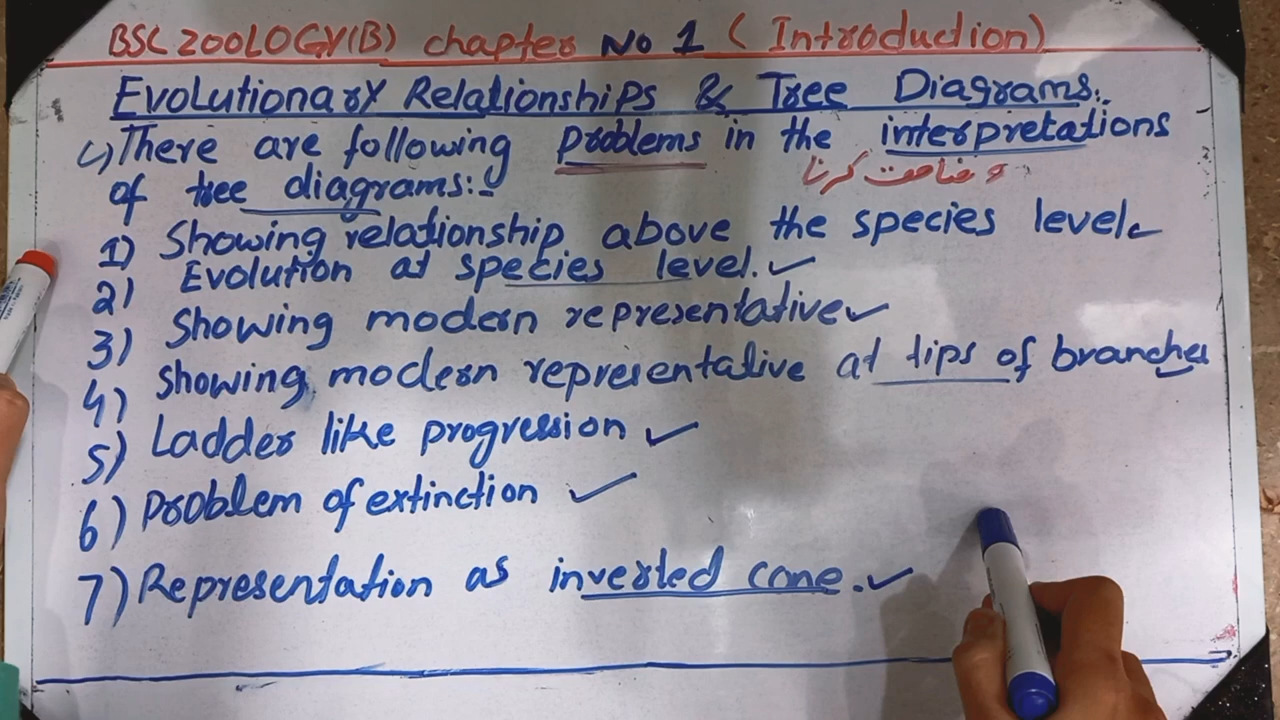 BSC ZOOLOGY(B) chapter No 1 ( Introduction)
Evolutionary Relationships & Tree Diagrams:.
There are following problems in the interpretations
وضاحت کرنا
of tree diagrams:-
1) Showing relationship above the species level.
2) Evolution at species level.
3) Showing modern representative
4) showing modern representative at tips of branches
5) Ladder like progression
6) Problem of extinction
7) Representation as inverted cone.